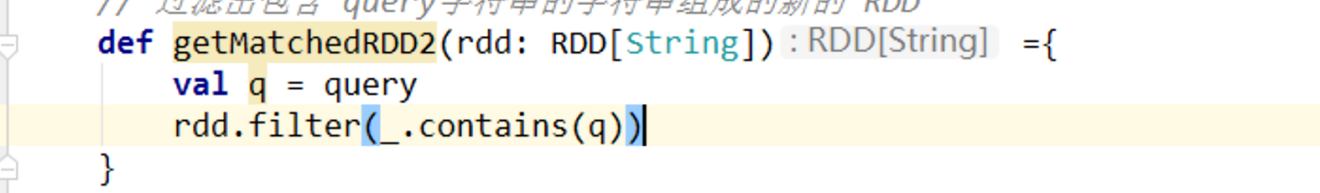 // 过滤出包含 query字符串的字符串组成的新的 RDD
def getMatchedRDD2(rdd: RDD[String]) : RDD[String] ={
val q = query
rdd.filter(_.contains(q))
}